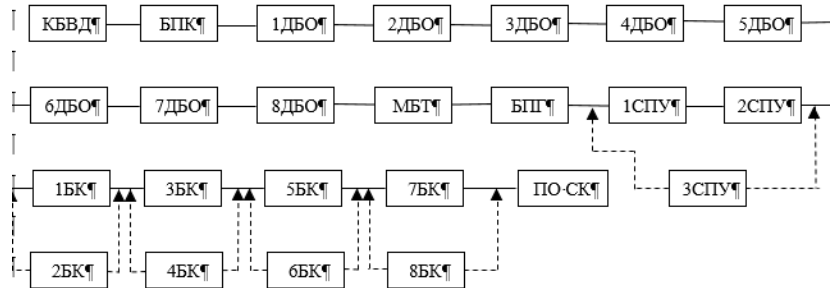 КБВД¶ БПК¶ 1ДБО¶ 2ДБО¶ 3ДБО¶ 4ДБО¶ 5ДБО¶
6ДБО¶ 7ДБО¶ 8ДБО¶ МБТ¶ БПГ¶ 1СПУ¶ 2СПУ¶
1БК¶ 3БК¶ 5БК¶ 7БК¶ ПО·СК¶ 3СПУ¶
2БК¶ 4БК¶ 6БК¶ 8БК¶